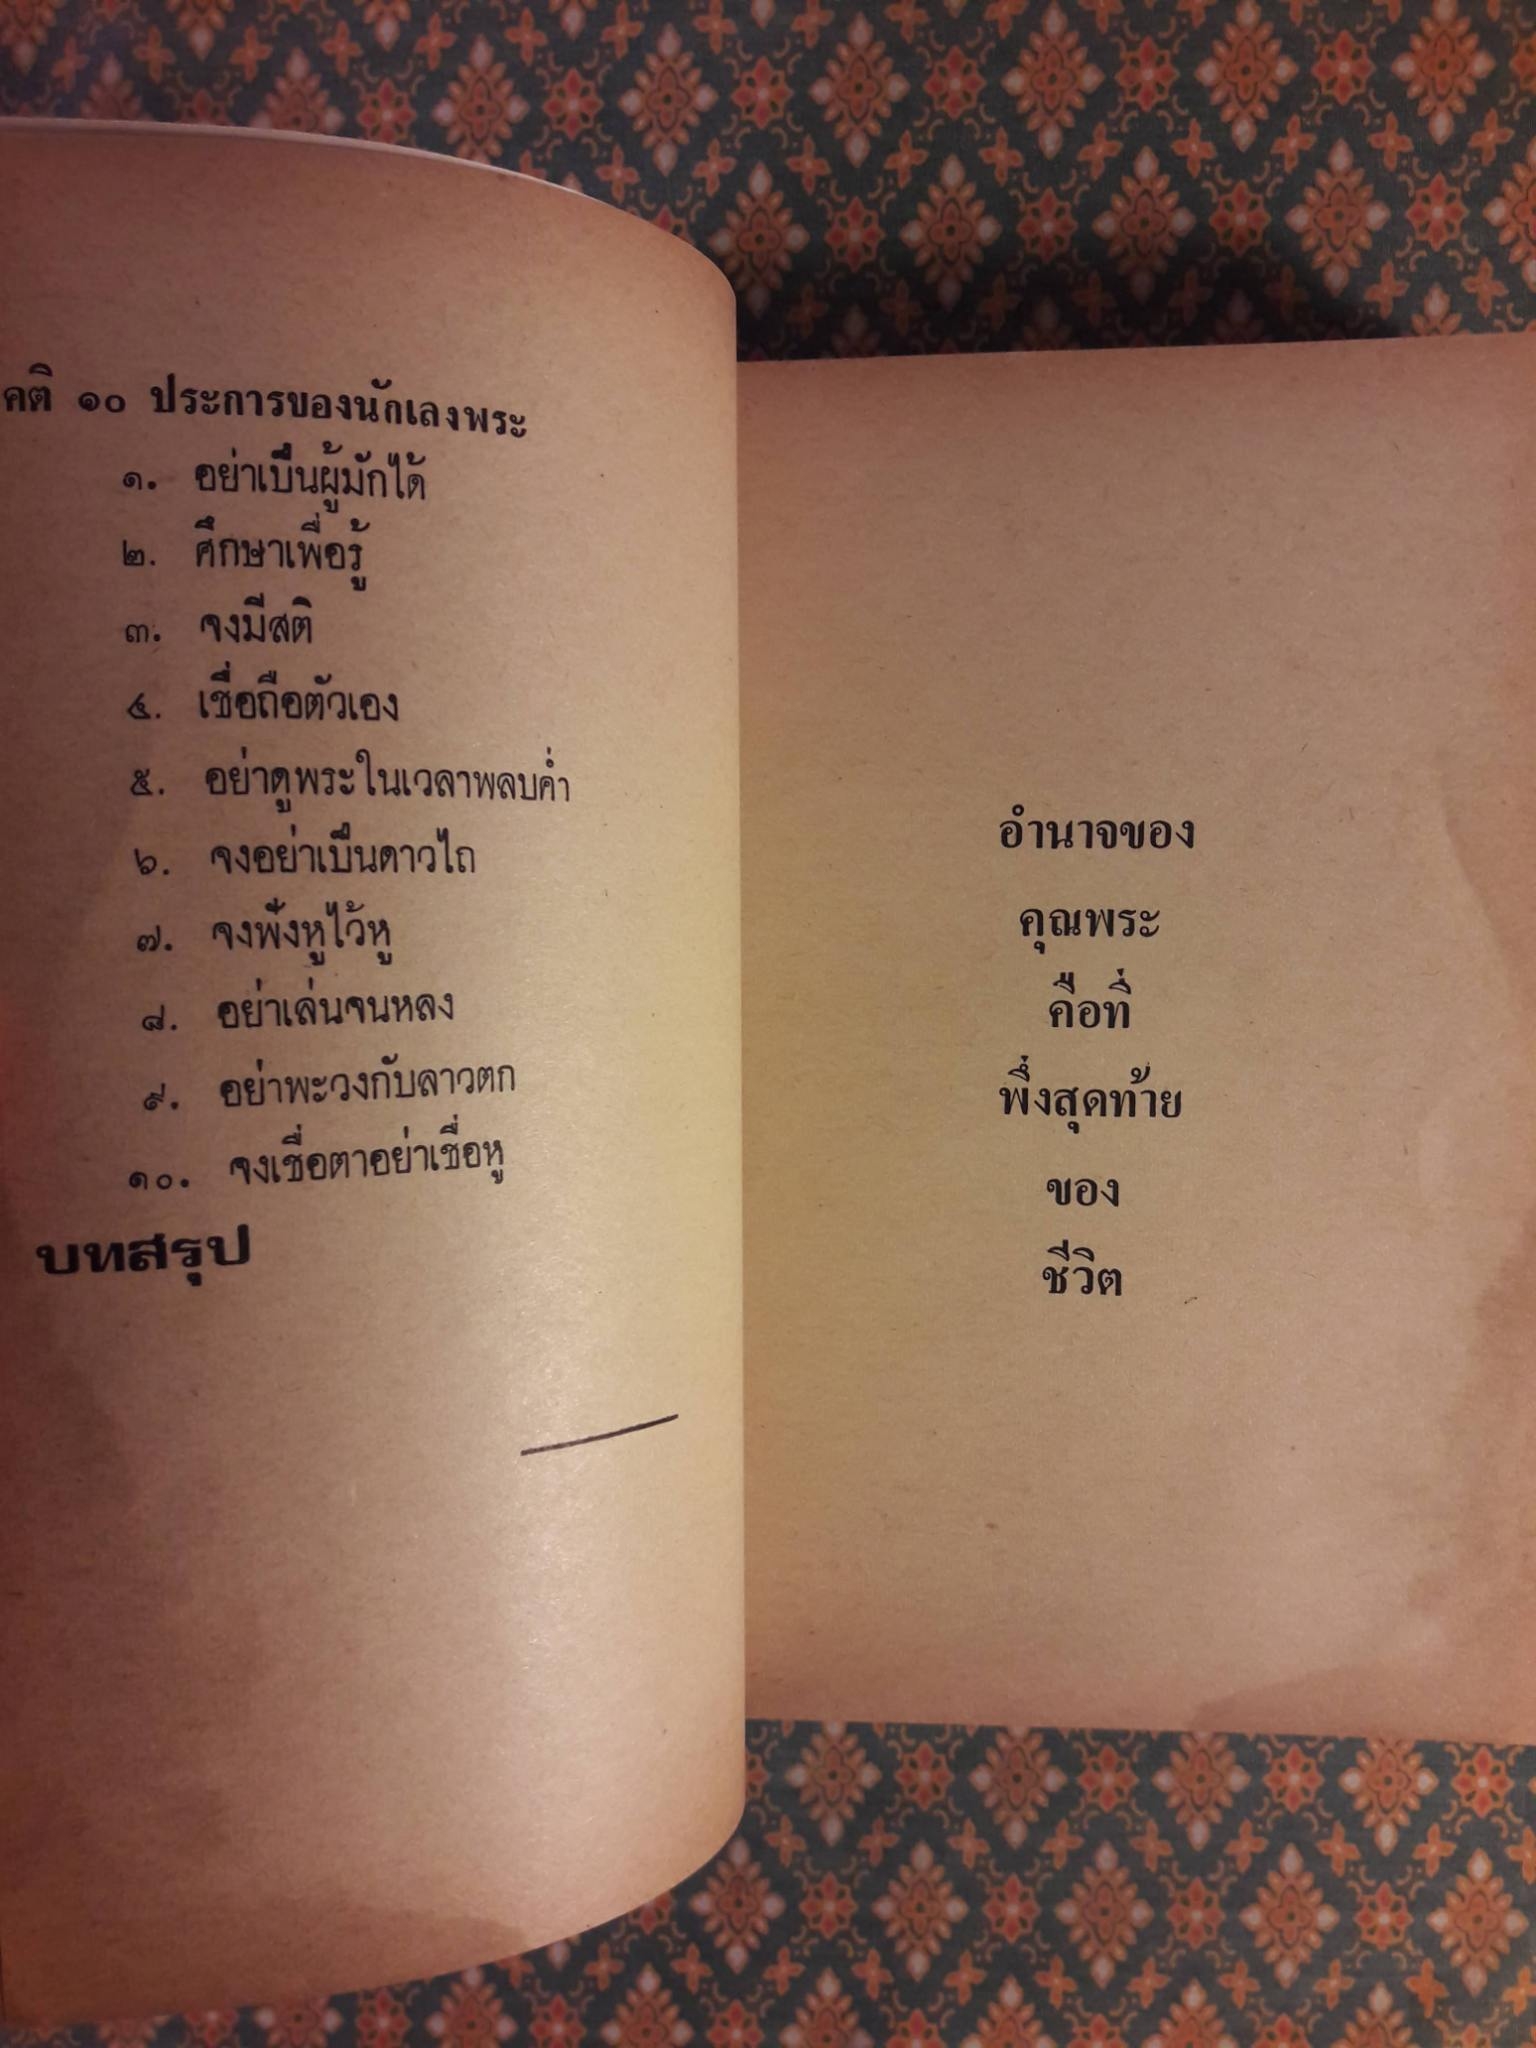 คติ ๑๐ ประการของนักเลงพระ
๑. อย่าเป็นผู้มักได้
๒. ศึกษาเพื่อรู้
๓. จงมีสติ
๔. เชื่อถือตัวเอง
๕. อย่าดูพระในเวลาพลบค่ำ
๖. จงอย่าเป็นดาวไถ
๗. จงฟังหูไว้หู
๘. อย่าเล่นจนหลง
๙. อย่าพะวงกับลาวตก
๑๐. จงเชื่อตาอย่าเชื่อหู
บทสรุป
อำนาจของ
คุณพระ
คือที่
พึ่งสุดท้าย
ของ
ชีวิต